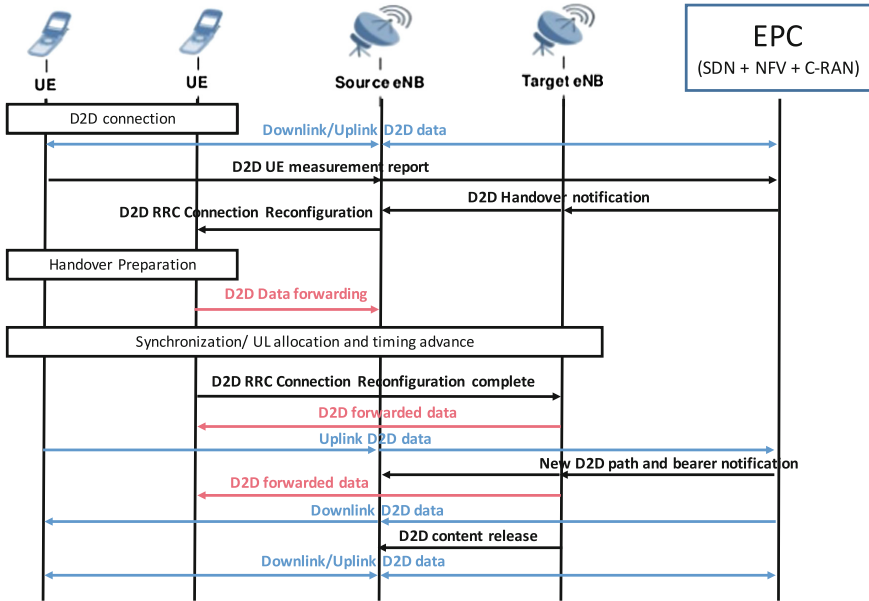 EPC
(SDN + NFV + C-RAN)
UE
UE
Source eNB
Target eNB
D2D connection
Downlink/Uplink D2D data
D2D UE measurement report
D2D Handover notification
D2D RRC Connection Reconfiguration
Handover Preparation
D2D Data forwarding
Synchronization/ UL allocation and timing advance
D2D RRC Connection Reconfiguration complete
D2D forwarded data
Uplink D2D data
New D2D path and bearer notification
D2D forwarded data
Downlink D2D data
D2D content release
Downlink/Uplink D2D data